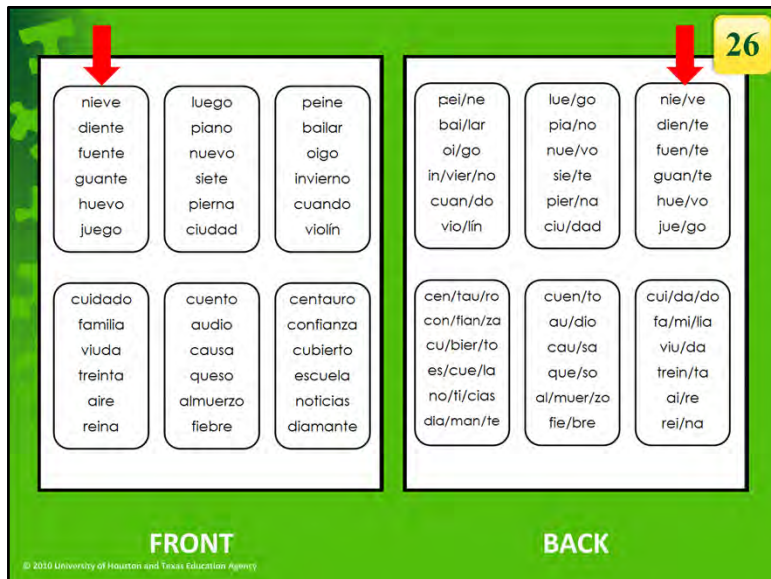 26
nieve
diente
fuente
guante
huevo
juego
luego
piano
nuevo
siete
pierna
ciudad
peine
bailar
oigo
invierno
cuando
violín
cuidado
familia
viuda
treinta
aire
reina
cuento
audio
causa
queso
almuerzo
fiebre
centauro
confianza
cubierto
escuela
noticias
diamante
FRONT
pei/ne
bai/lar
oi/go
in/vier/no
cuan/do
vio/lín
lue/go
pia/no
nue/vo
sie/te
pier/na
ciu/dad
nie/ve
dien/te
fuen/te
guan/te
hue/vo
jue/go
cen/tau/ro
con/fian/za
cu/bier/to
es/cue/la
no/ti/cias
dia/man/te
cuen/to
au/dio
cau/sa
que/so
al/muer/zo
fie/bre
cui/da/do
fa/mi/lia
viu/da
trein/ta
ai/re
rei/na
BACK
© 2010 University of Houston and Texas Education Agency